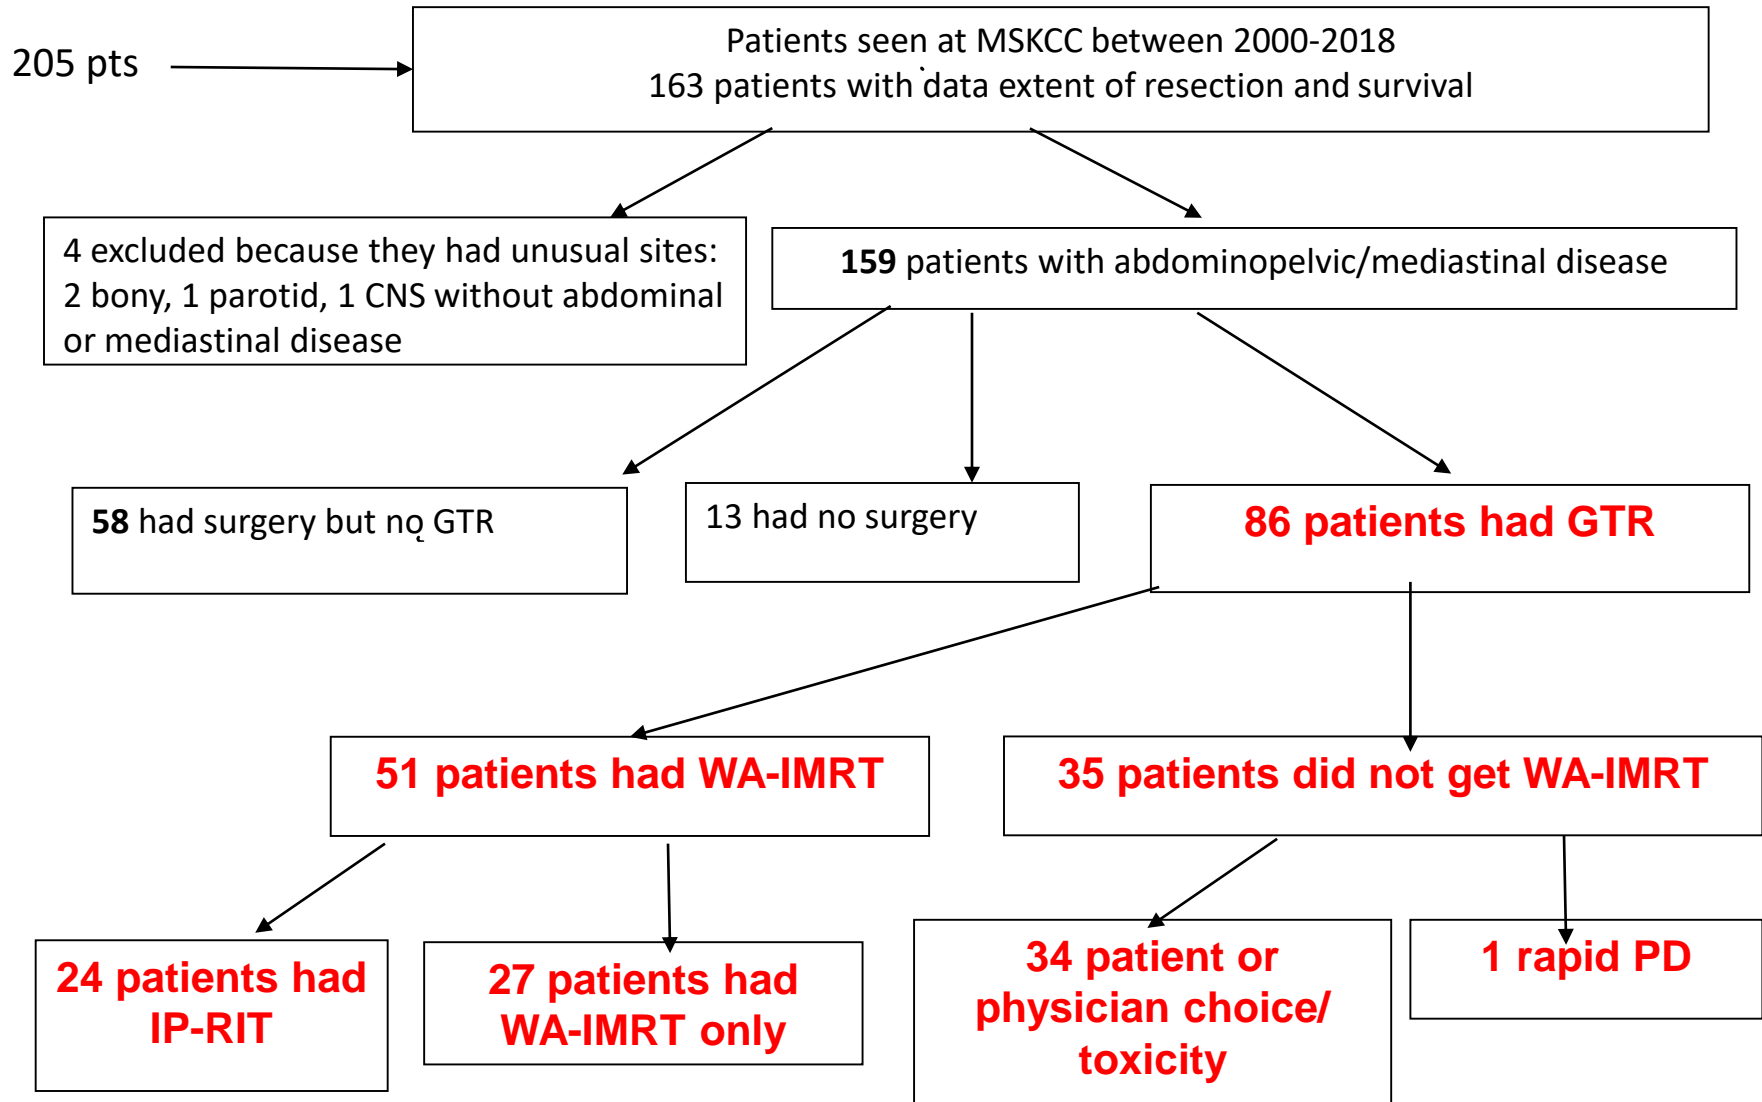 205 pts
Patients seen at MSKCC between 2000-2018
163 patients with data extent of resection and survival
4 excluded because they had unusual sites:
2 bony, 1 parotid, 1 CNS without abdominal
or mediastinal disease
159 patients with abdominopelvic/mediastinal disease
58 had surgery but no GTR
13 had no surgery
86 patients had GTR
51 patients had WA-IMRT
35 patients did not get WA-IMRT
24 patients had
IP-RIT
27 patients had
WA-IMRT only
34 patient or
physician choice/
toxicity
1 rapid PD